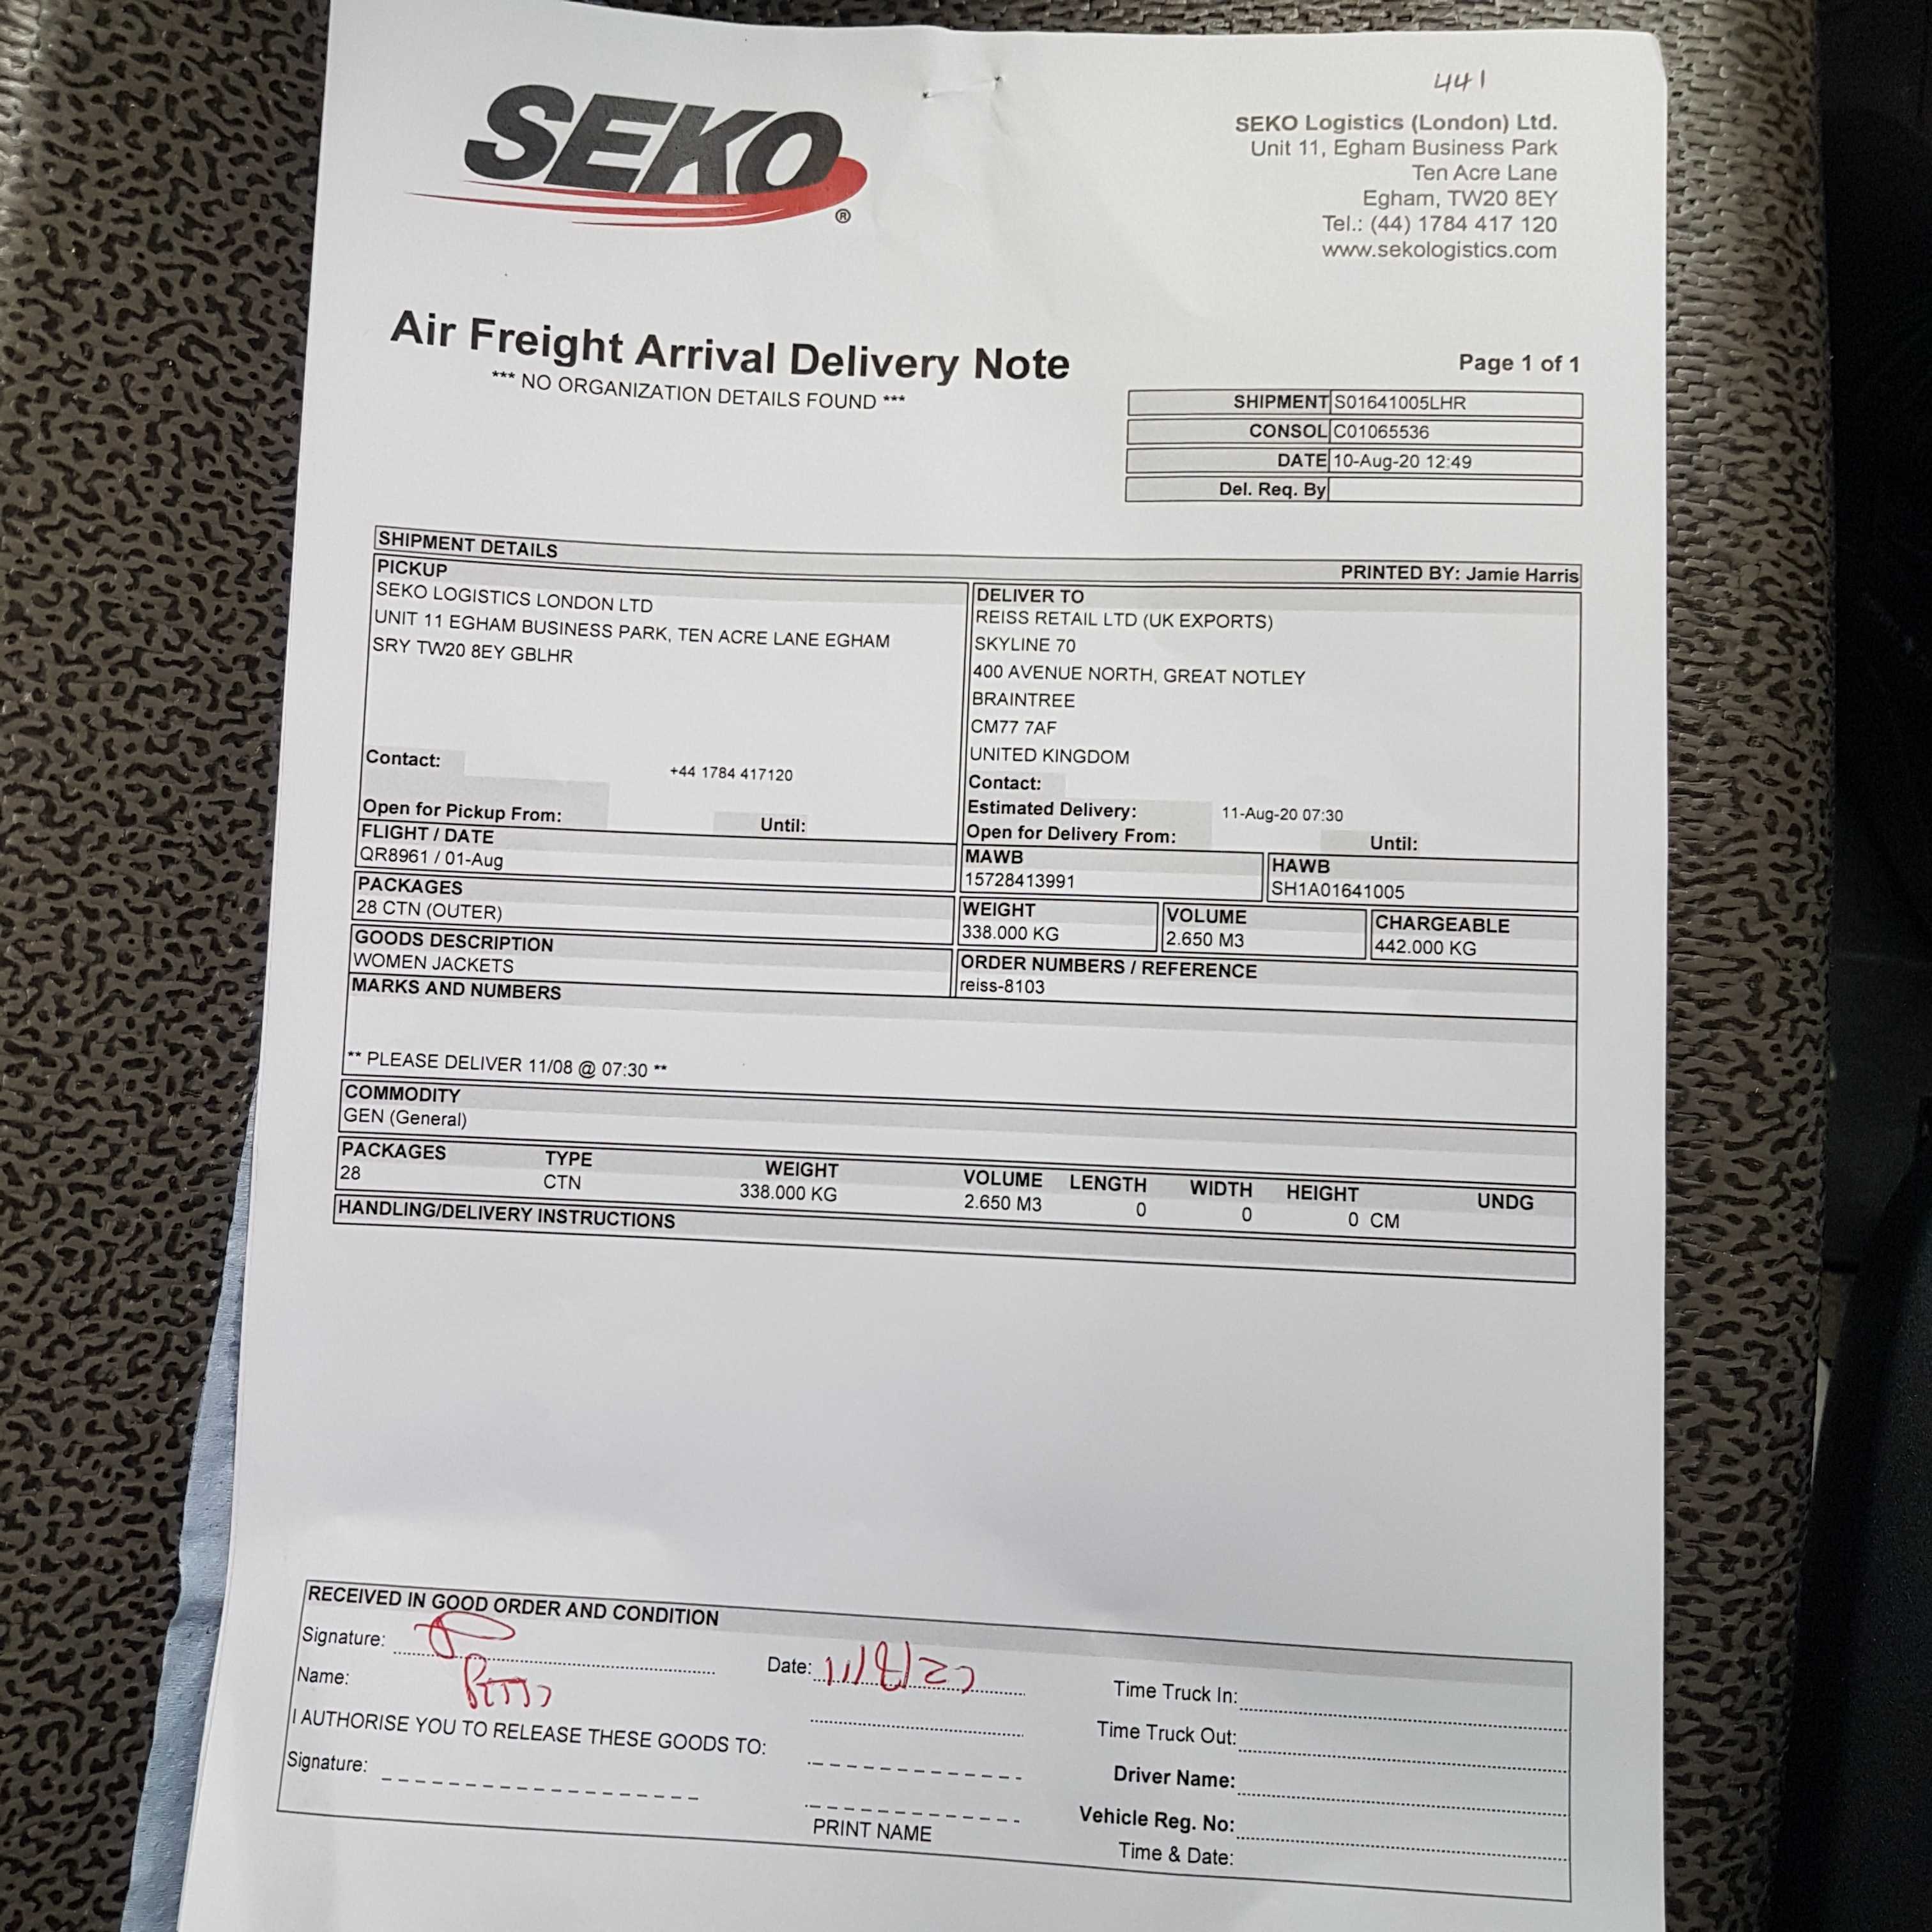 441
SEKO ®
SEKO Logistics (London) Ltd.
Unit 11, Egham Business Park
Ten Acre Lane
Egham, TW20 8EY
Tel.: (44) 1784 417 120
www.sekologistics.com
Air Freight Arrival Delivery Note
*** NO ORGANIZATION DETAILS FOUND ***
Page 1 of 1
SHIPMENT S01641005LHR
CONSOL C01065536
DATE 10-Aug-20 12:49
Del. Req. By
SHIPMENT DETAILS
PRINTED BY: Jamie Harris
PICKUP
SEKO LOGISTICS LONDON LTD
UNIT 11 EGHAM BUSINESS PARK, TEN ACRE LANE EGHAM
SRY TW20 8EY GBLHR
Contact: +44 1784 417120
Open for Pickup From: Until:
DELIVER TO
REISS RETAIL LTD (UK EXPORTS)
SKYLINE 70
400 AVENUE NORTH, GREAT NOTLEY
BRAINTREE
CM77 7AF
UNITED KINGDOM
Contact:
Estimated Delivery: 11-Aug-20 07:30
Open for Delivery From: Until:
FLIGHT / DATE
QR8961 / 01-Aug
MAWB
15728413991
HAWB
SH1A01641005
PACKAGES
28 CTN (OUTER)
WEIGHT
338.000 KG
VOLUME
2.650 M3
CHARGEABLE
442.000 KG
GOODS DESCRIPTION
WOMEN JACKETS
ORDER NUMBERS / REFERENCE
reiss-8103
MARKS AND NUMBERS
** PLEASE DELIVER 11/08 @ 07:30 **
COMMODITY
GEN (General)
PACKAGES TYPE WEIGHT VOLUME LENGTH WIDTH HEIGHT UNDG
28 CTN 338.000 KG 2.650 M3 0 0 0 CM
HANDLING/DELIVERY INSTRUCTIONS
RECEIVED IN GOOD ORDER AND CONDITION
Signature:
Date: 11/8/20
Name:
I AUTHORISE YOU TO RELEASE THESE GOODS TO:
Signature:
PRINT NAME
Time Truck In:
Time Truck Out:
Driver Name:
Vehicle Reg. No:
Time & Date: